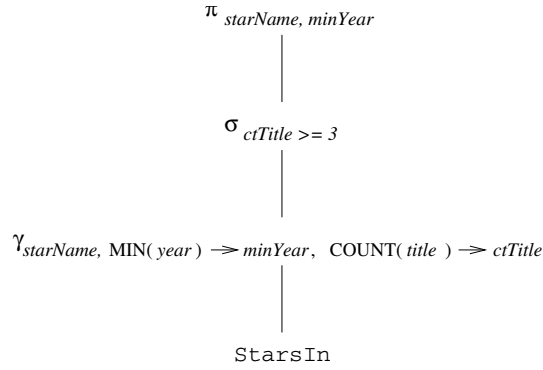 π starName, minYear
σ ctTitle >= 3
γ starName, MIN( year ) → minYear, COUNT( title ) → ctTitle
StarsIn